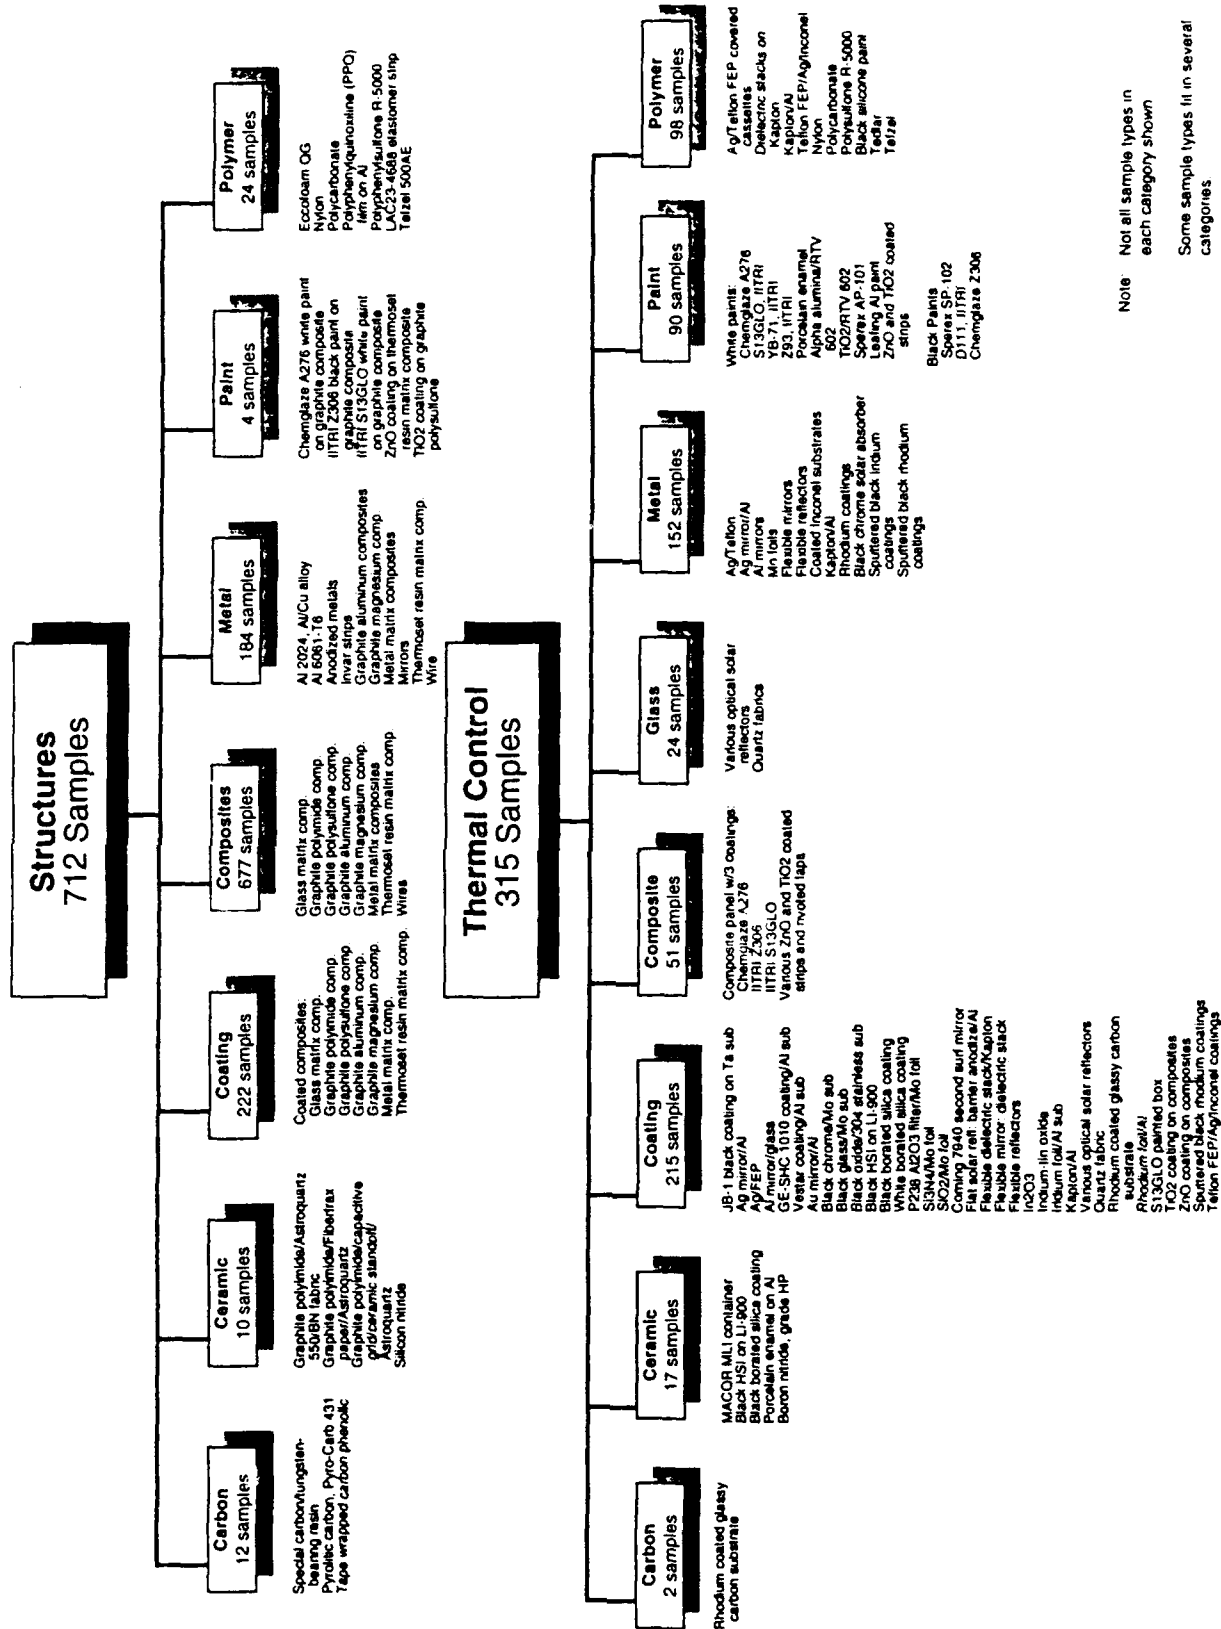 Structures
712 Samples
Carbon
12 samples
Special carbon/tungsten-
bearing resin
Pyrolitic carbon, Pyro-Carb 431
Tape wrapped carbon phenolic
Ceramic
10 samples
Graphite polyimide/Astroquartz
550/BN fabric
Graphite polyimide/Fiberfrax
paper/Astroquartz
Graphite polyimide/capacitive
grid/ceramic standoff/
Astroquartz
Silicon nitride
Coating
222 samples
Coated composites:
Glass matrix comp.
Graphite polyimide comp.
Graphite polysulfone comp
Graphite aluminum comp.
Graphite magnesium comp.
Metal matrix comp.
Thermoset resin matrix comp.
Composites
677 samples
Glass matrix comp.
Graphite polyimide comp.
Graphite polysulfone comp.
Graphite aluminum comp.
Graphite magnesium comp.
Metal matrix composites
Thermoset resin matrix comp
Wires
Metal
184 samples
Al 2024, Al/Cu alloy
Al 6061-T6
Anodized metals
Invar strips
Graphite aluminum composites
Graphite magnesium comp.
Metal matrix composites
Mirrors
Thermoset resin matrix comp.
Wire
Paint
4 samples
Chemglaze A276 white paint
on graphite composite
IITRI Z306 black paint on
graphite composite
IITRI S13GLO white paint
on graphite composite
ZnO coating on thermoset
resin matrix composite
TiO2 coating on graphite
polysulfone
Polymer
24 samples
Eccofoam QG
Nylon
Polycarbonate
Polyphenylquinoxiline (PPQ)
film on Al
Polyphenylsulfone R-5000
LAC23-4686 elastomer strip
Tefzel 500AE
Thermal Control
315 Samples
Carbon
2 samples
Rhodium coated glassy
carbon substrate
Ceramic
17 samples
MACOR MLI container
Black HSI on LI-900
Black borated silica coating
Porcelain enamel on Al
Boron nitride, grade HP
Coating
215 samples
JB-1 black coating on Ta sub
Ag mirror/Al
Ag/FEP
Al mirror/glass
GE-SHC 1010 coating/Al sub
Vestar coating/Al sub
Au mirror/Al
Black chrome/Mo sub
Black glass/Mo sub
Black oxide/304 stainless sub
Black HSI on LI-900
Black borated silica coating
White borated silica coating
P238 Al2O3 filter/Mo foil
Si3N4/Mo foil
SiO2/Mo foil
Corning 7940 second surf mirror
Flat solar refl: barrier anodize/Al
Flexible dielectric stack/Kapton
Flexible mirror: dielectric stack
Flexible reflectors
In2O3
Indium-tin oxide
Iridium foil/Al sub
Kapton/Al
Various optical solar reflectors
Quartz fabric
Rhodium coated glassy carbon
substrate
Rhodium foil/Al
S13GLO painted box
TiO2 coating on composites
ZnO coating on composites
Sputtered black rhodium coatings
Teflon FEP/Ag/Inconel coatings
Composite
51 samples
Composite panel w/3 coatings:
Chemglaze A276
IITRI Z306
IITRI S13GLO
Various ZnO and TiO2 coated
strips and riveted laps
Glass
24 samples
Various optical solar
reflectors
Quartz fabrics
Metal
152 samples
Ag/Teflon
Ag mirror/Al
Al mirrors
Mo foils
Flexible mirrors
Flexible reflectors
Coated Inconel substrates
Kapton/Al
Rhodium coatings
Black chrome solar absorber
Sputtered black iridium
coatings
Sputtered black rhodium
coatings
Paint
90 samples
White paints:
Chemglaze A276
S13GLO, IITRI
YB-71, IITRI
Z93, IITRI
Porcelain enamel
Alpha alumina/RTV
602
TiO2/RTV 602
Sperex AP-101
Leafing Al paint
ZnO and TiO2 coated
strips
Black Paints
Sperex SP-102
D111, IITRI
Chemglaze Z306
Polymer
98 samples
Ag/Teflon FEP covered
cassettes
Dielectric stacks on
Kapton
Kapton/Al
Teflon FEP/Ag/Inconel
Nylon
Polycarbonate
Polysulfone R-5000
Black silicone paint
Tedlar
Tefzel
Note: Not all sample types in
each category shown
Some sample types fit in several
categories